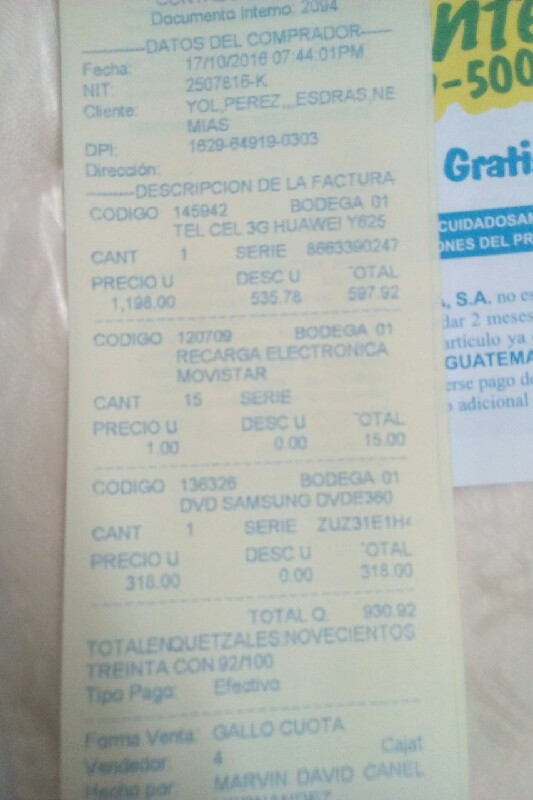 Documento Interno: 2094
DATOS DEL COMPRADOR
Fecha: 17/10/2016 07:44:01PM
NIT: 2507816-K
Cliente: YOL,PEREZ,,,ESDRAS,NE
MIAS
DPI: 1629-64919-0303
Dirección:
DESCRIPCION DE LA FACTURA
CODIGO 145942 BODEGA 01
TEL CEL 3G HUAWEI Y625
CANT 1 SERIE 8663390247
PRECIO U DESC U TOTAL
1,198.00 535.78 597.92
CODIGO 120709 BODEGA 01
RECARGA ELECTRONICA
MOVISTAR
CANT 15 SERIE
PRECIO U DESC U TOTAL
1.00 0.00 15.00
CODIGO 136326 BODEGA 01
DVD SAMSUNG DVDE360
CANT 1 SERIE ZUZ31E1H
PRECIO U DESC U TOTAL
318.00 0.00 318.00
TOTAL Q. 930.92
TOTALENQUETZALES:NOVECIENTOS
TREINTA CON 92/100
Tipo Pago: Efectivo
Forma Venta: GALLO CUOTA
Vendedor: 4 Cajat
Hecho por: MARVIN DAVID CANEL
nte
-500
Gratis
CUIDADOSAM
ONES DEL PR
, S.A. no es
dar 2 meses
artículo ya
GUATEMA
erse pago de
adicional